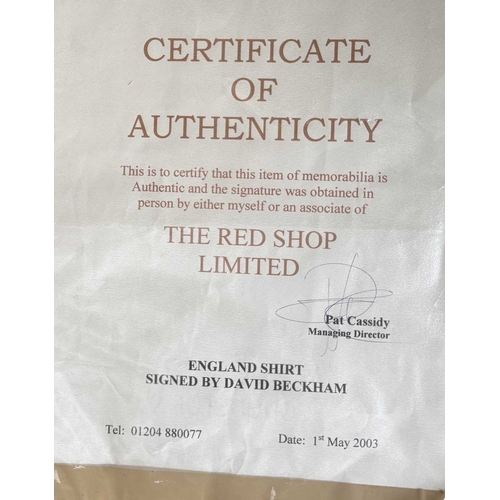 CERTIFICATE
OF
AUTHENTICITY
This is to certify that this item of memorabilia is
Authentic and the signature was obtained in
person by either myself or an associate of
THE RED SHOP
LIMITED
Pat Cassidy
Managing Director
ENGLAND SHIRT
SIGNED BY DAVID BECKHAM
Tel: 01204 880077 Date: 1st May 2003